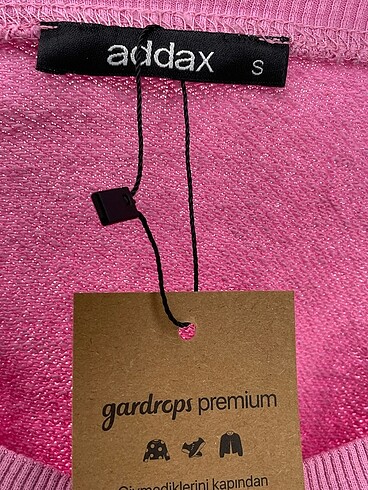 addax S
gardrops premium
Giymediklerini kapından